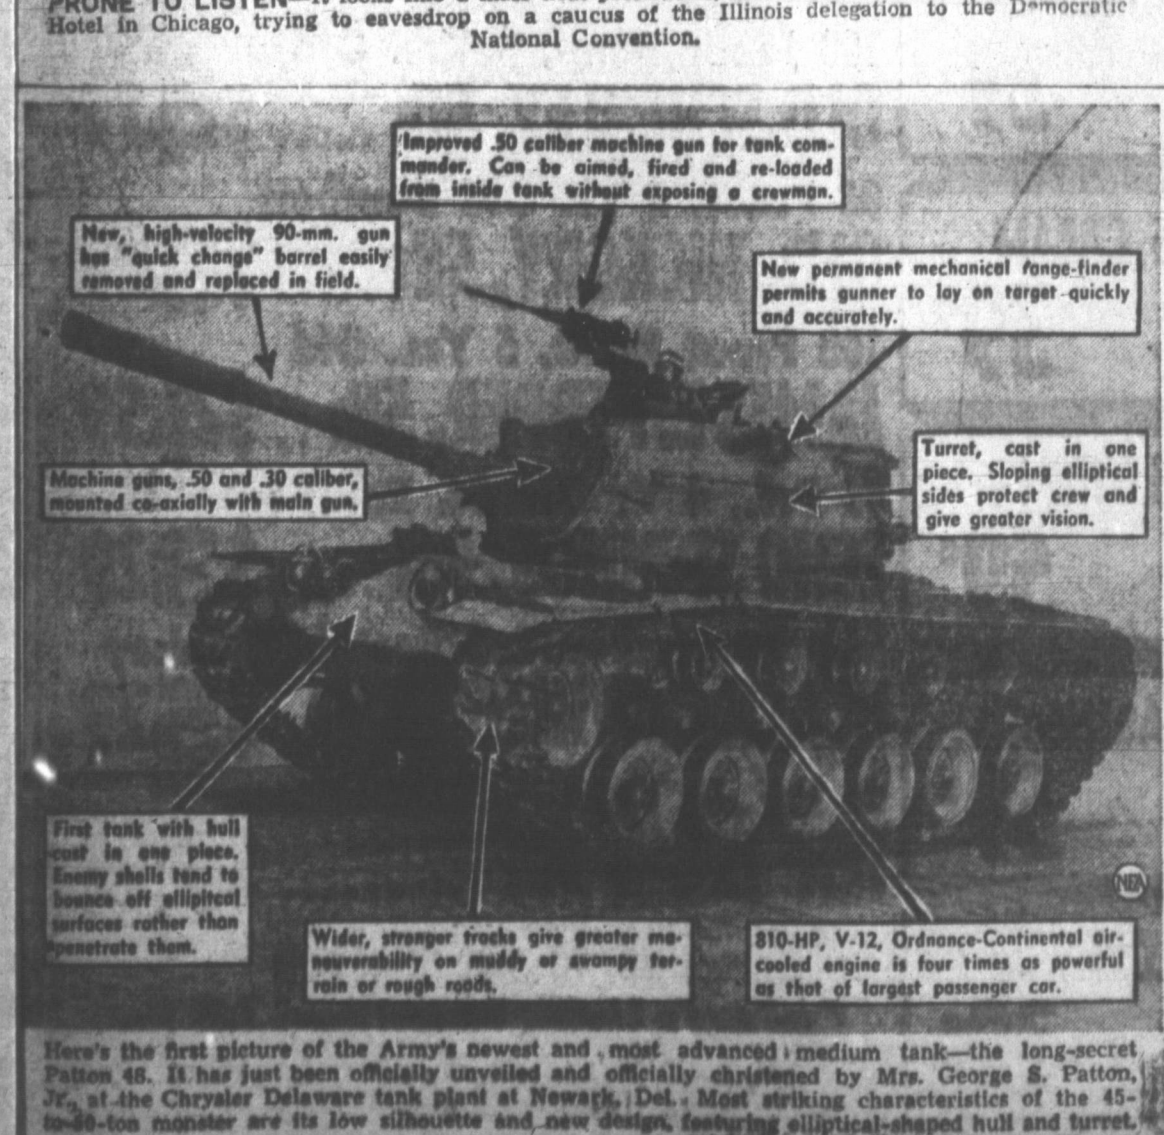 PRONE TO LISTEN
Hotel in Chicago, trying to eavesdrop on a caucus of the Illinois delegation to the Democratic
National Convention.
Improved .50 caliber machine gun for tank com-
mander. Can be aimed, fired and re-loaded
from inside tank without exposing a crewman.
New, high-velocity 90-mm. gun
has "quick change" barrel easily
removed and replaced in field.
New permanent mechanical range-finder
permits gunner to lay on target quickly
and accurately.
Machine guns, .50 and .30 caliber,
mounted co-axially with main gun.
Turret, cast in one
piece. Sloping elliptical
sides protect crew and
give greater vision.
First tank with hull
cast in one piece.
Enemy shells tend to
bounce off ellipitcal
surfaces rather than
penetrate them.
Wider, stronger tracks give greater ma-
neuverability on muddy or swampy ter-
rain or rough roads.
810-HP, V-12, Ordnance-Continental air-
cooled engine is four times as powerful
as that of largest passenger car.
NEA
Here's the first picture of the Army's newest and most advanced medium tank—the long-secret
Patton 48. It has just been officially unveiled and officially christened by Mrs. George S. Patton,
Jr., at the Chrysler Delaware tank plant at Newark, Del. Most striking characteristics of the 45-
to-50-ton monster are its low silhouette and new design, featuring elliptical-shaped hull and turret.